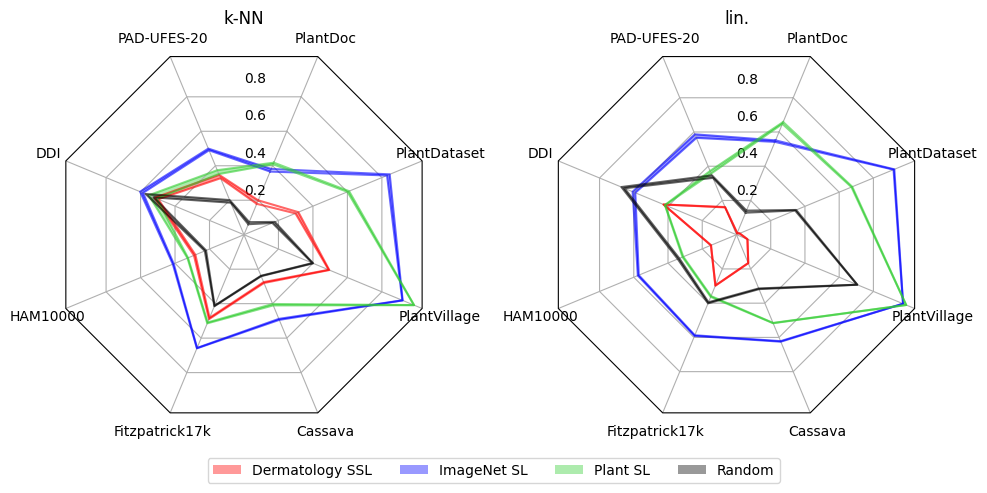 k-NN
lin.
PAD-UFES-20
PlantDoc
PAD-UFES-20
PlantDoc
0.8
0.8
0.6
0.6
DDI
0.4
PlantDataset
DDI
0.4
PlantDataset
0.2
0.2
HAM10000
PlantVillage
HAM10000
PlantVillage
Fitzpatrick17k
Cassava
Fitzpatrick17k
Cassava
Dermatology SSL
ImageNet SL
Plant SL
Random